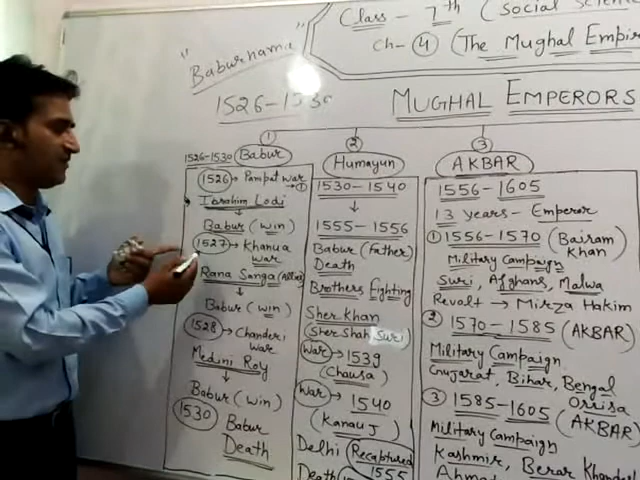 Class - 7th (Social Science
Ch- 4 (The Mughal Empire
"Baburnama"
1526-1530
MUGHAL EMPERORS
1
1526-1530 Babur
1526 → Panipat war → 1
Ibrahim Lodi
↓
Babur (win)
1527 → Khanua war
Rana Sanga
↓
Babur (win)
1528 → Chanderi war
Medini Roy
↓
Babur (win)
1530 Babur
Death
2
Humayun
1530-1540
↓
1555-1556
Babur (Father)
Death
Brothers fighting
Sher Khan
(Sher Shah Suri)
War → 1539
(Chausa)
War → 1540
(Kanauj)
Delhi Recaptured
1555
Death
3
AKBAR
1556-1605
13 years - Emperor
1 1556-1570 (Bairam Khan)
Military Campaign
Suri, Afghans, Malwa
Revolt → Mirza Hakim
2 1570-1585 (AKBAR)
Military Campaign
Gujarat, Bihar, Bengal
Orrisa
3 1585-1605 (AKBAR)
Military Campaign
Kashmir, Berar Khandesh